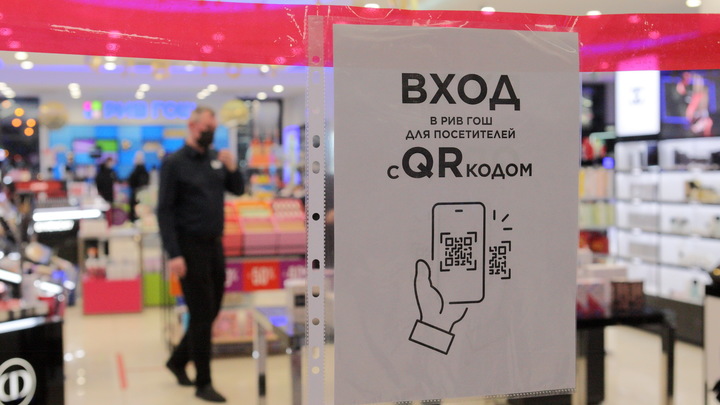 ВХОД
В РИВ ГОШ
ДЛЯ ПОСЕТИТЕЛЕЙ
с QR КОДОМ